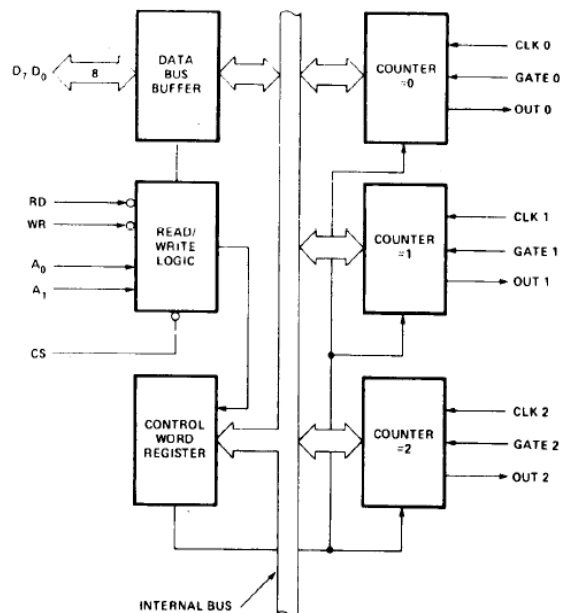 D7 D0
8
DATA
BUS
BUFFER
COUNTER
=0
CLK 0
GATE 0
OUT 0
RD
WR
A0
A1
CS
READ/
WRITE
LOGIC
COUNTER
=1
CLK 1
GATE 1
OUT 1
CONTROL
WORD
REGISTER
COUNTER
=2
CLK 2
GATE 2
OUT 2
INTERNAL BUS